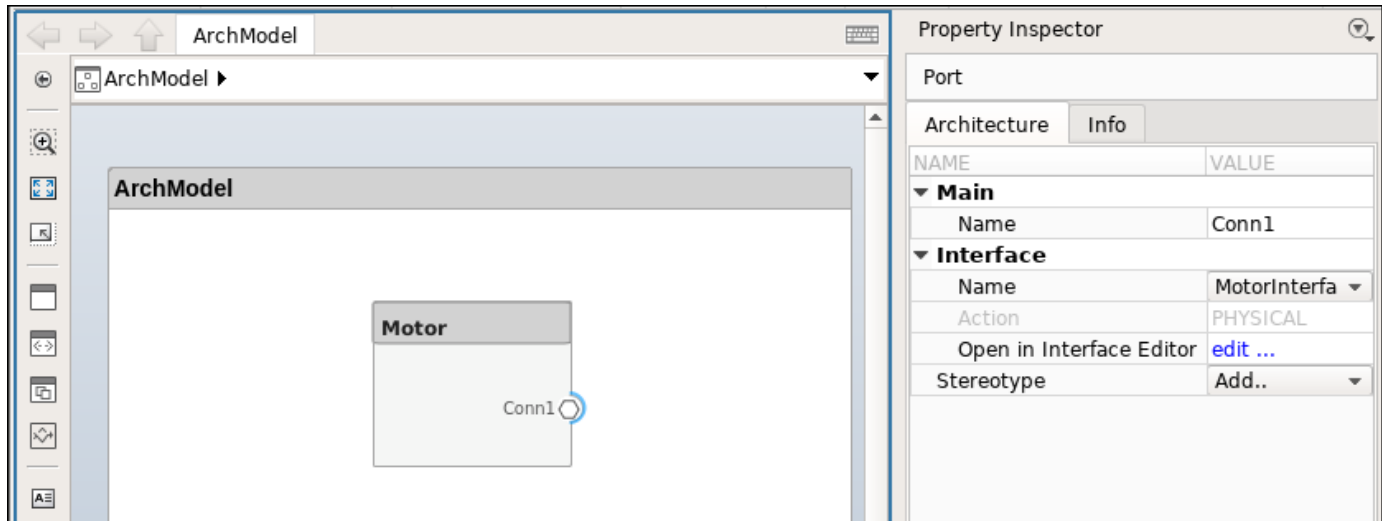 ArchModel
ArchModel
ArchModel
Motor
Conn1
Property Inspector
Port
Architecture Info
NAME VALUE
Main
Name Conn1
Interface
Name MotorInterfa
Action PHYSICAL
Open in Interface Editor edit ...
Stereotype Add..